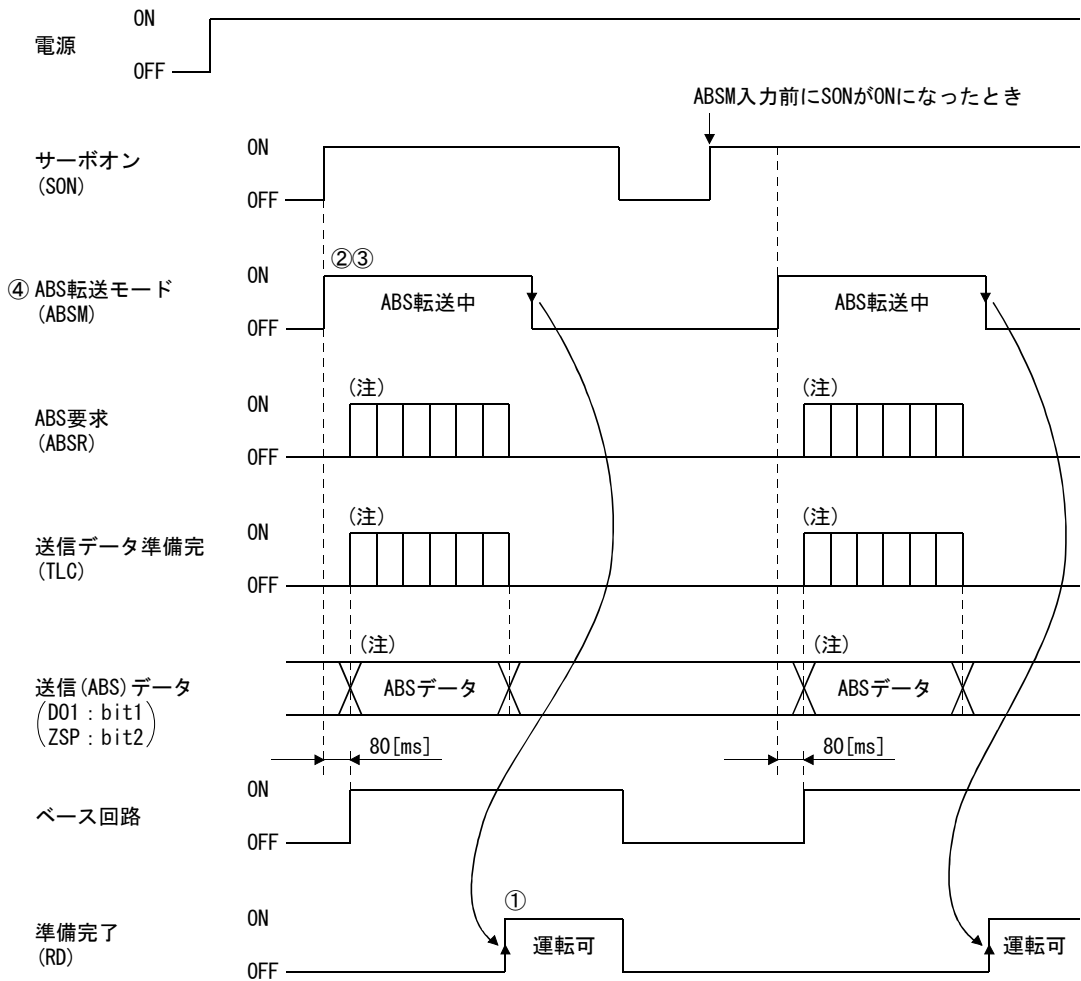 電源
ON
OFF
ABSM入力前にSONがONになったとき
サーボオン
(SON)
ON
OFF
④ ABS転送モード
(ABSM)
ON
OFF
②③
ABS転送中
ABS転送中
ABS要求
(ABSR)
ON
OFF
(注)
(注)
送信データ準備完
(TLC)
ON
OFF
(注)
(注)
送信(ABS)データ
(DO1：bit1)
(ZSP：bit2)
(注)
ABSデータ
(注)
ABSデータ
80[ms]
80[ms]
ベース回路
ON
OFF
準備完了
(RD)
ON
OFF
①
運転可
運転可